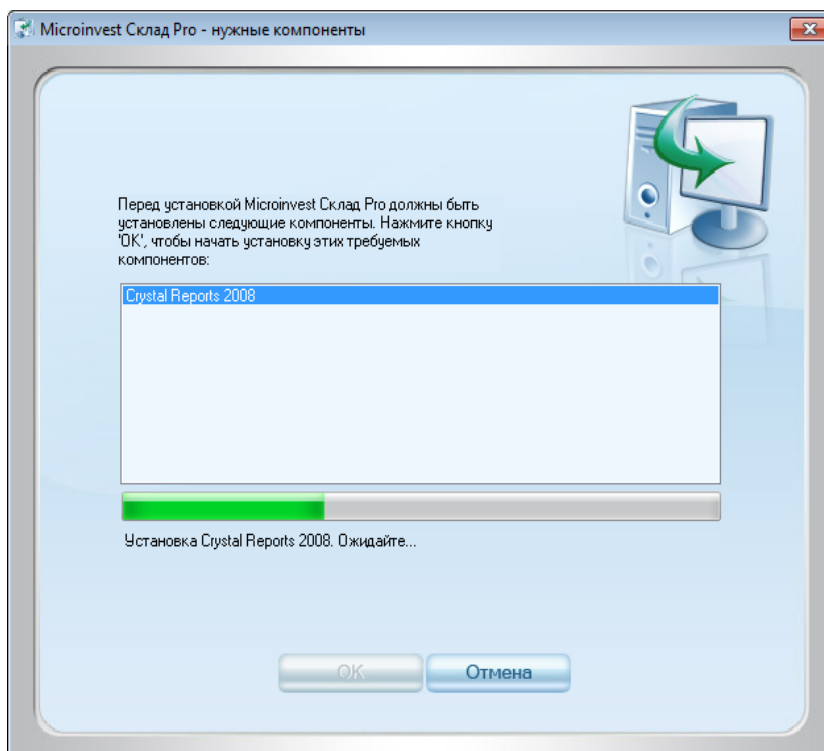 Microinvest Склад Pro - нужные компоненты
Перед установкой Microinvest Склад Pro должны быть
установлены следующие компоненты. Нажмите кнопку
'OK', чтобы начать установку этих требуемых
компонентов:
Crystal Reports 2008
Установка Crystal Reports 2008. Ожидайте...
OK
Отмена